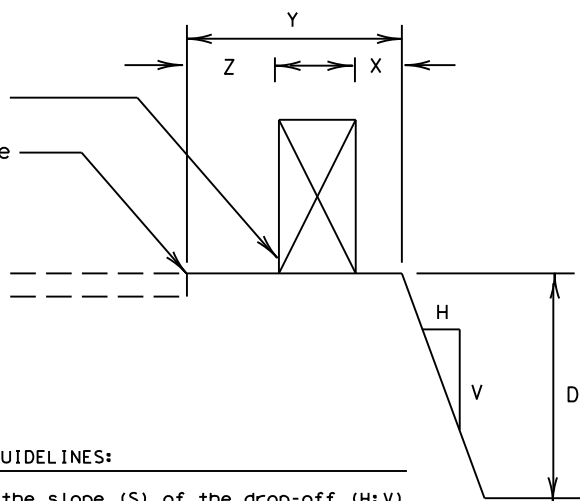 Y
Z
X
e
H
V
D
UIDELINES:
the slope (S) of the drop-off (H:V)